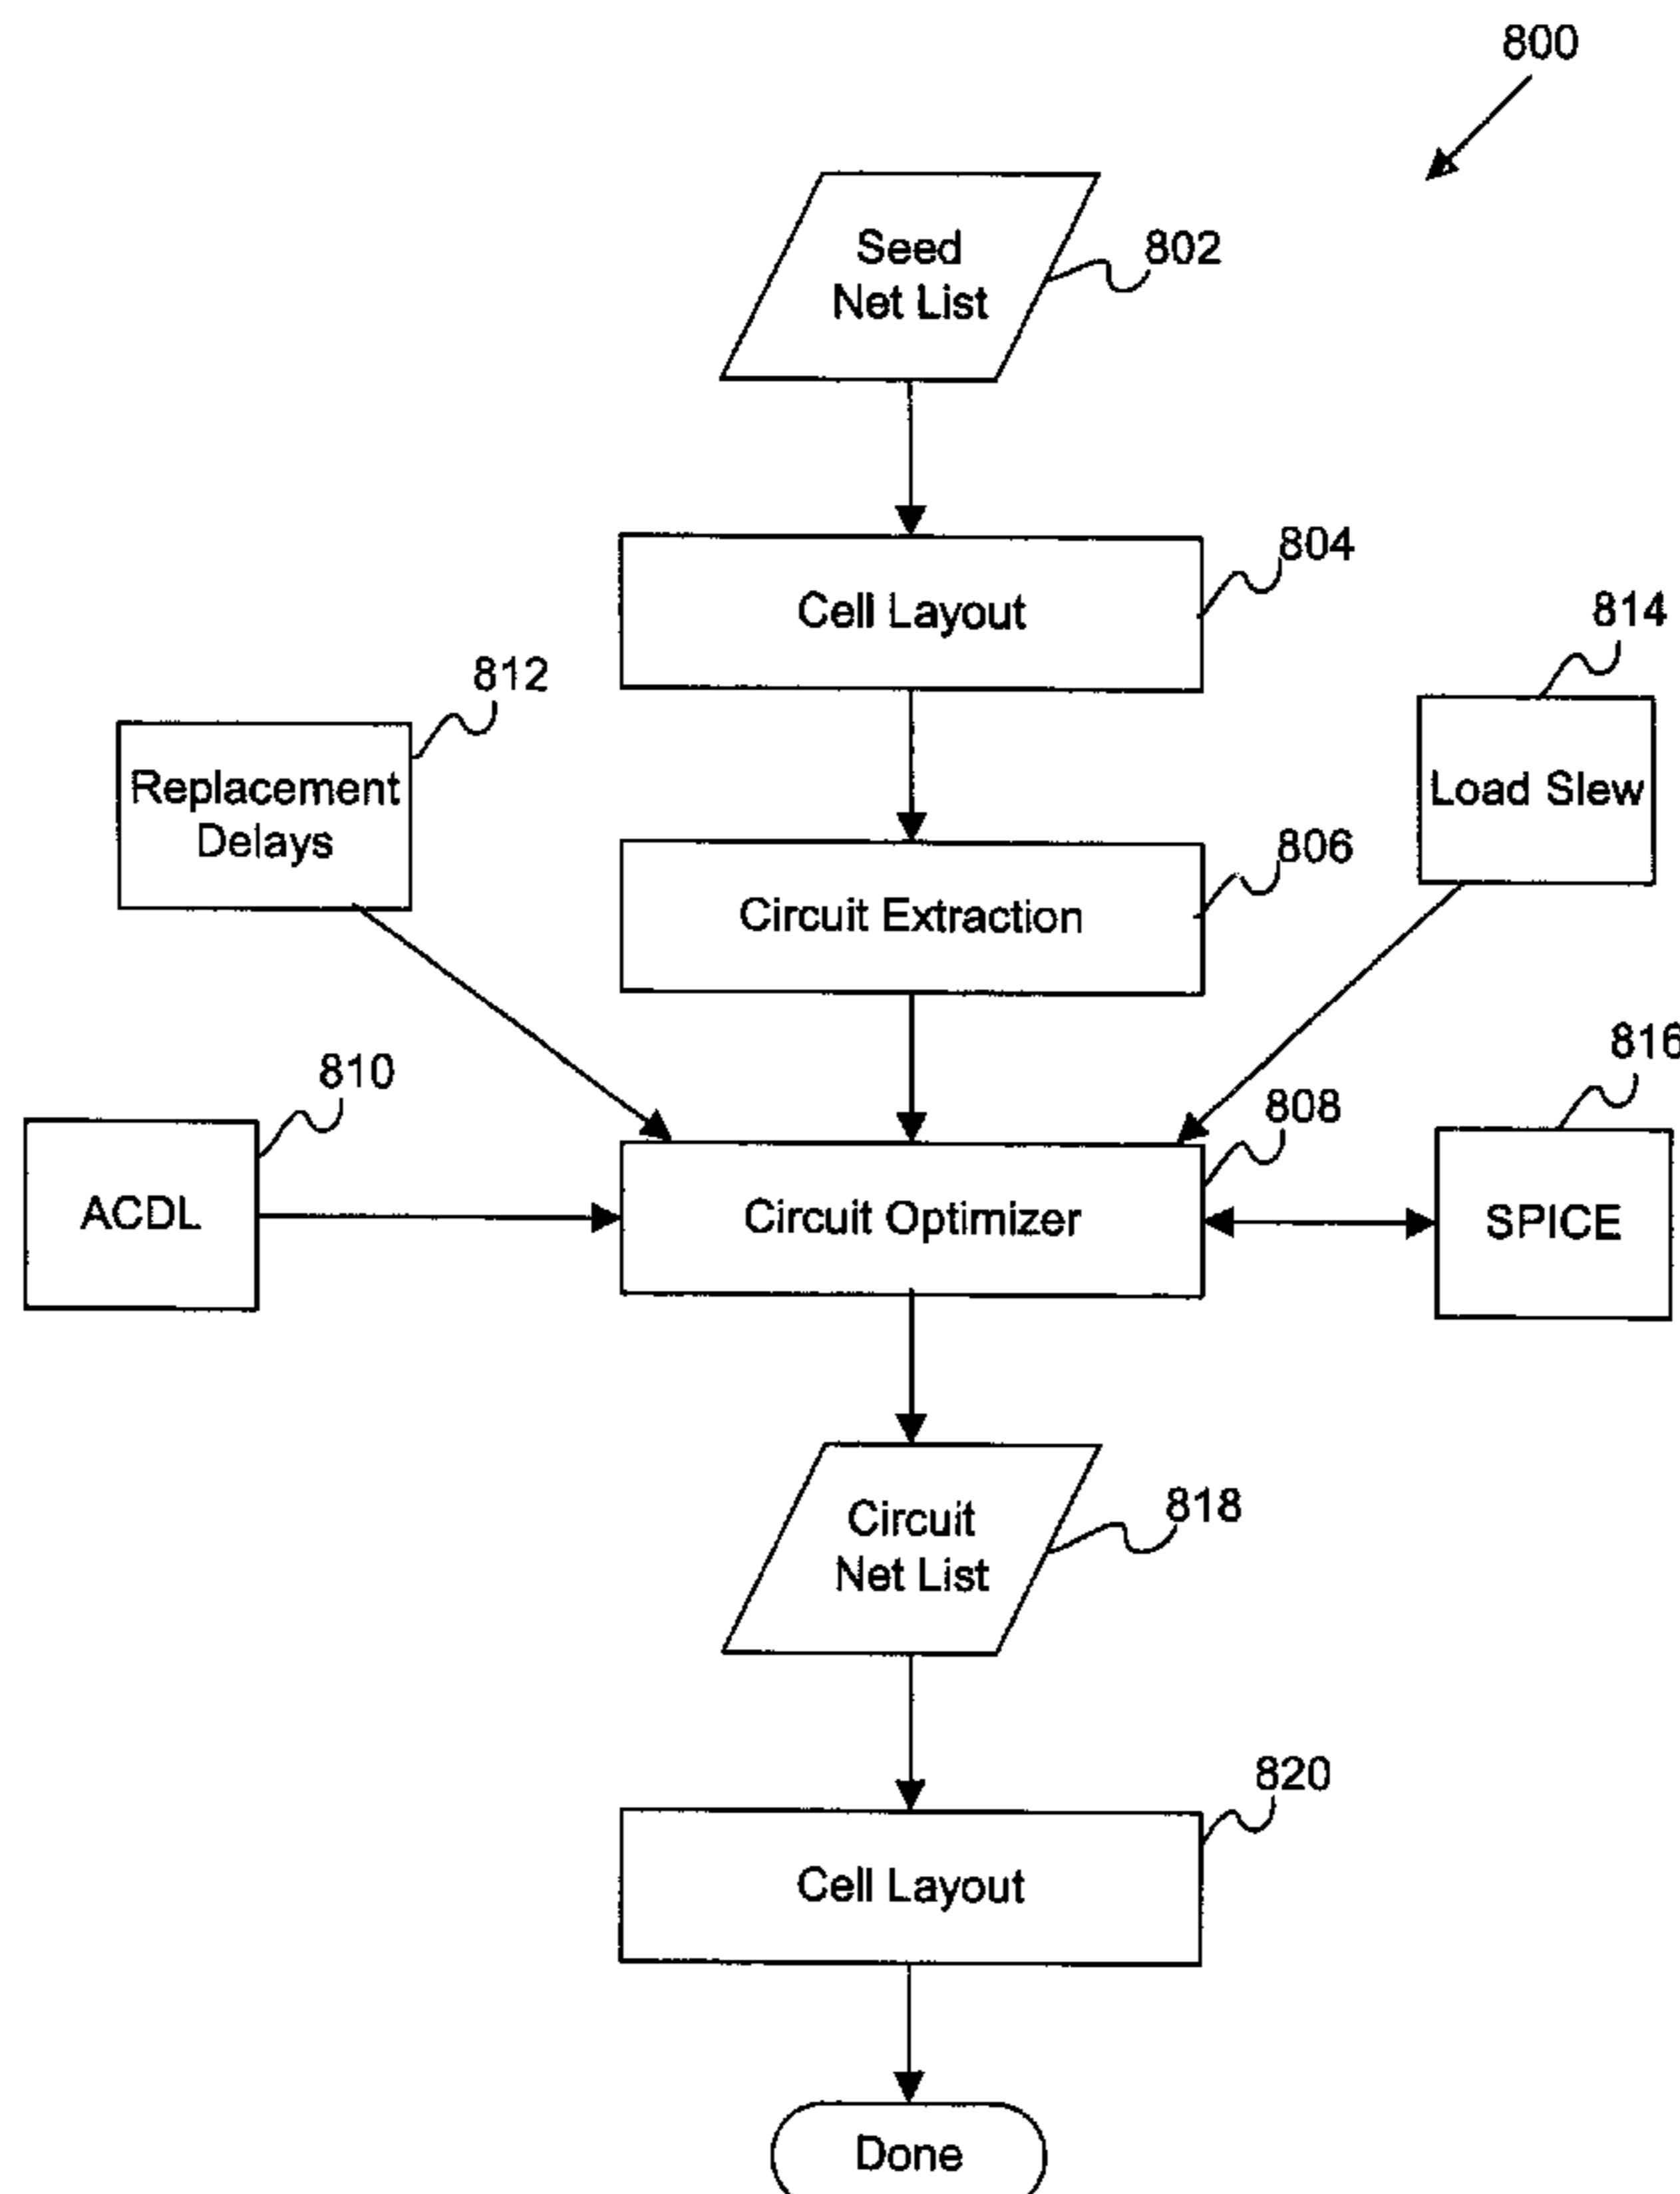 800
Seed
Net List
802
804
Cell Layout
814
812
Replacement
Delays
Load Slew
806
Circuit Extraction
816
810
808
ACDL
Circuit Optimizer
SPICE
Circuit
Net List
818
820
Cell Layout
Done